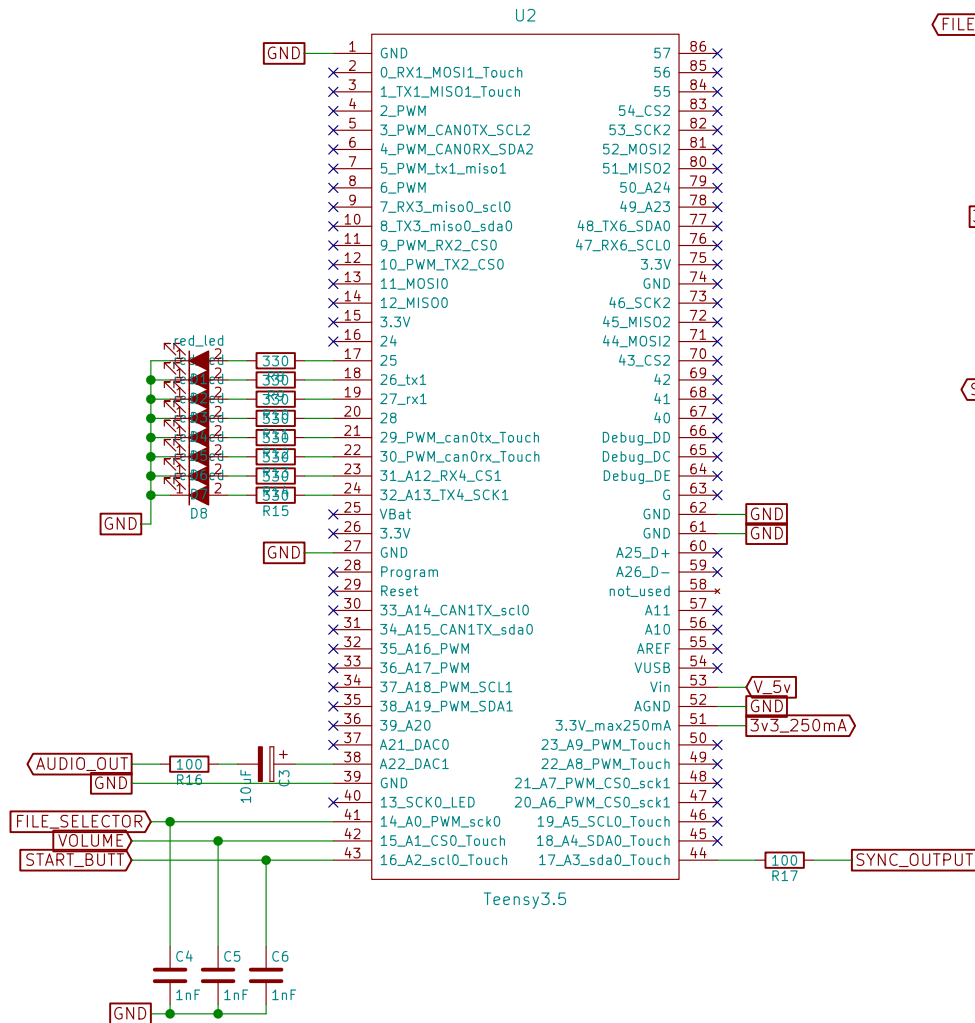 U2
FILE
GND 1 GND 57 86
2 0_RX1_MOSI1_Touch 56 85
3 1_TX1_MISO1_Touch 55 84
4 2_PWM 54_CS2 83
5 3_PWM_CAN0TX_SCL2 53_SCK2 82
6 4_PWM_CAN0RX_SDA2 52_MOSI2 81
7 5_PWM_tx1_miso1 51_MISO2 80
8 6_PWM 50_A24 79
9 7_RX3_miso0_scl0 49_A23 78
10 8_TX3_miso0_sda0 48_TX6_SDA0 77
11 9_PWM_RX2_CS0 47_RX6_SCL0 76
12 10_PWM_TX2_CS0 3.3V 75
13 11_MOSI0 GND 74
14 12_MISO0 46_SCK2 73
15 3.3V 45_MISO2 72
16 24 44_MOSI2 71
red_led
1 2 330 17 25 43_CS2 70
D1 330 18 26_tx1 42 69
D2 330 19 27_rx1 41 68
D3 330 20 28 40 67
D4 330 21 29_PWM_can0tx_Touch Debug_DD 66
D5 330 22 30_PWM_can0rx_Touch Debug_DC 65
D6 330 23 31_A12_RX4_CS1 Debug_DE 64
1 D7 2 330 24 32_A13_TX4_SCK1 G 63
D8 R15
GND 25 VBat GND 62 GND
26 3.3V GND 61 GND
GND 27 GND A25_D+ 60
28 Program A26_D- 59
29 Reset not_used 58
30 33_A14_CAN1TX_scl0 A11 57
31 34_A15_CAN1TX_sda0 A10 56
32 35_A16_PWM AREF 55
33 36_A17_PWM VUSB 54
34 37_A18_PWM_SCL1 Vin 53 V_5v
35 38_A19_PWM_SDA1 AGND 52 GND
36 39_A20 3.3V_max250mA 51 3v3_250mA
37 A21_DAC0 23_A9_PWM_Touch 50
AUDIO_OUT 100 R16 10uF + C3 38 A22_DAC1 22_A8_PWM_Touch 49
GND 39 GND 21_A7_PWM_CS0_sck1 48
40 13_SCK0_LED 20_A6_PWM_CS0_sck1 47
FILE_SELECTOR 41 14_A0_PWM_sck0 19_A5_SCL0_Touch 46
VOLUME 42 15_A1_CS0_Touch 18_A4_SDA0_Touch 45
START_BUTT 43 16_A2_scl0_Touch 17_A3_sda0_Touch 44 100 SYNC_OUTPUT
R17
Teensy3.5
C4 C5 C6
1nF 1nF 1nF
GND